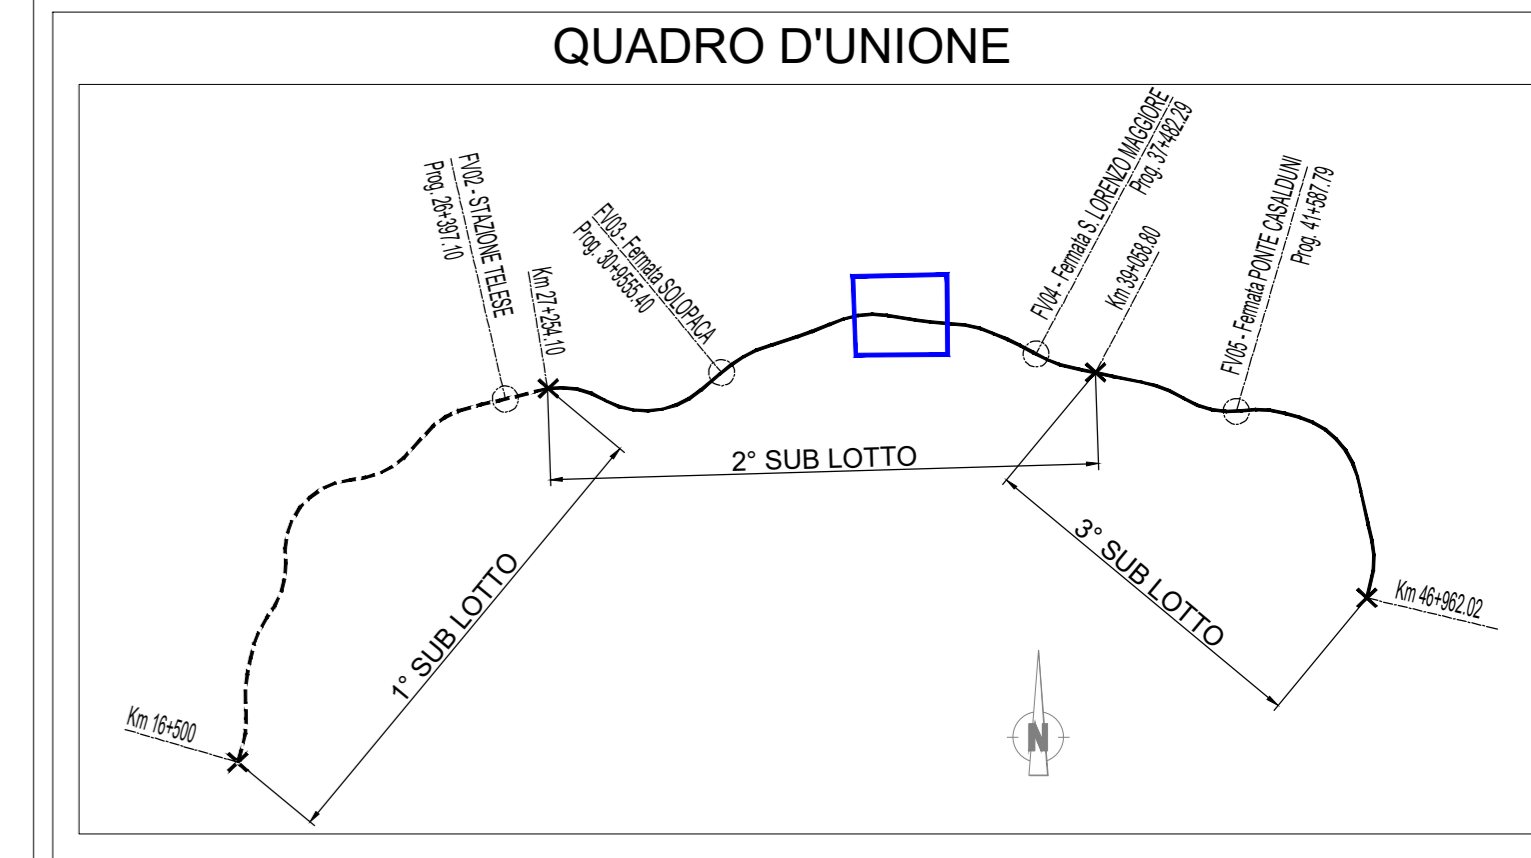 QUADRO D'UNIONE
FV02 - STAZIONE TELESE
Prog. 26+397.10
Km 27+254.10
FV03 - Fermata SOLOPACA
Prog. 30+9555.40
FV04 - Fermata S. LORENZO MAGGIORE
Prog. 37+482.29
Km 39+058.80
FV05 - Fermata PONTE CASALDUNI
Prog. 41+587.79
2° SUB LOTTO
1° SUB LOTTO
3° SUB LOTTO
Km 46+962.02
Km 16+500
N